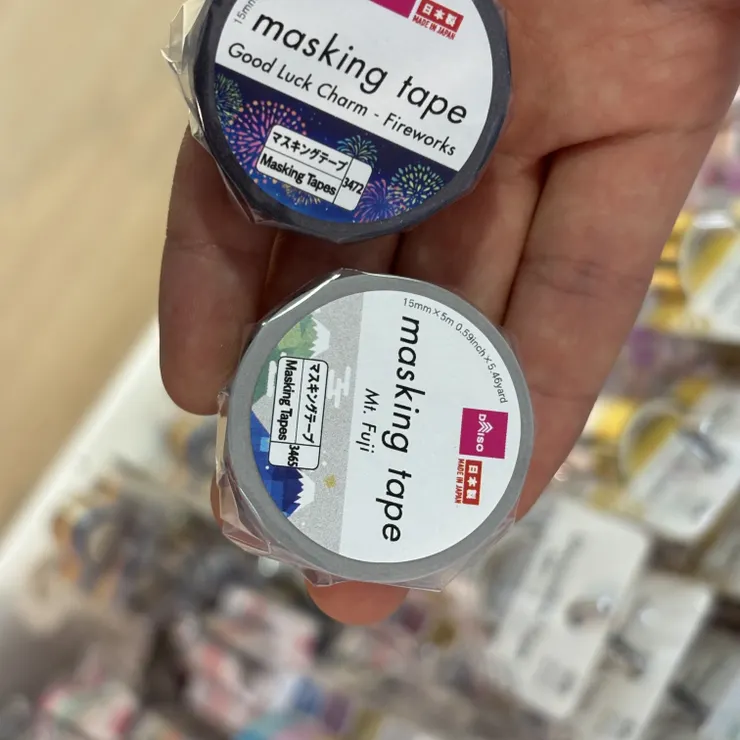 15mm
日本製
MADE IN JAPAN
masking tape
Good Luck Charm - Fireworks
マスキングテープ
Masking Tapes
3472
15mm×5m 0.59inch×5.46yard
masking tape
Mt. Fuji
DAISO
日本製
MADE IN JAPAN
マスキングテープ
Masking Tapes
3465